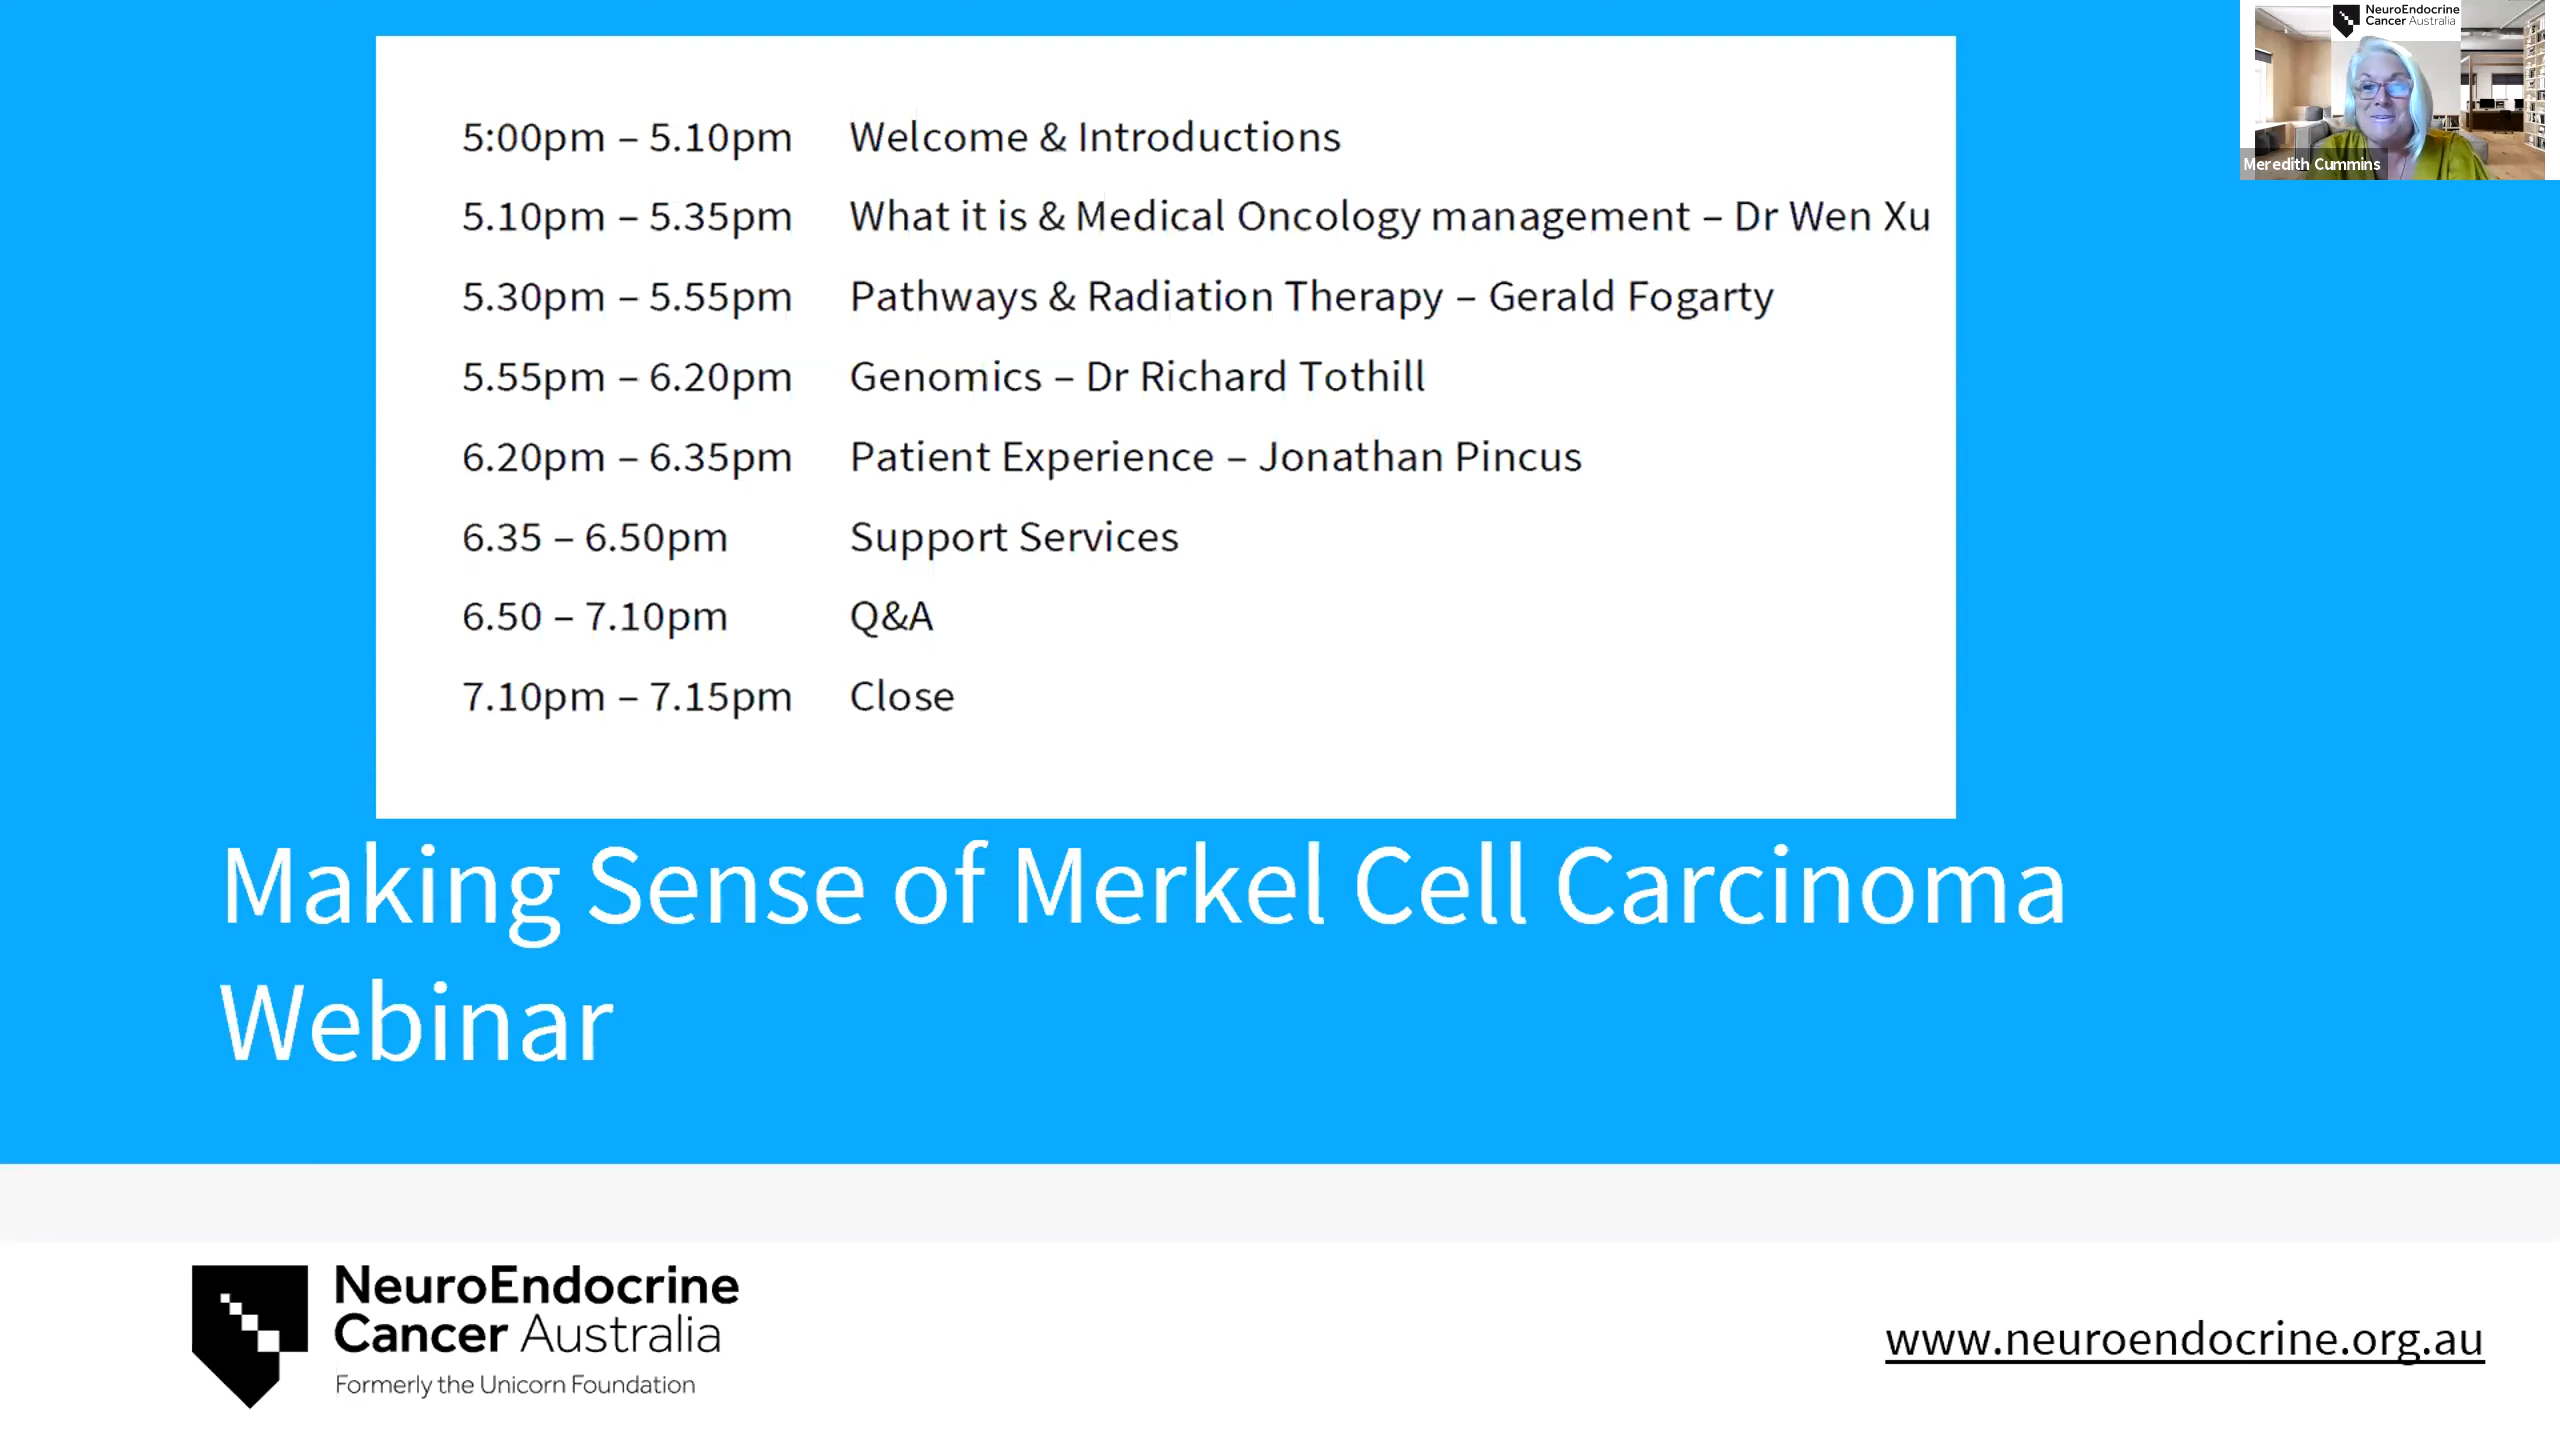 5:00pm – 5.10pm Welcome & Introductions
5.10pm – 5.35pm What it is & Medical Oncology management – Dr Wen Xu
5.30pm – 5.55pm Pathways & Radiation Therapy – Gerald Fogarty
5.55pm – 6.20pm Genomics – Dr Richard Tothill
6.20pm – 6.35pm Patient Experience – Jonathan Pincus
6.35 – 6.50pm Support Services
6.50 – 7.10pm Q&A
7.10pm – 7.15pm Close
NeuroEndocrine
Cancer Australia
Meredith Cummins
Making Sense of Merkel Cell Carcinoma
Webinar
NeuroEndocrine
Cancer Australia
Formerly the Unicorn Foundation
www.neuroendocrine.org.au